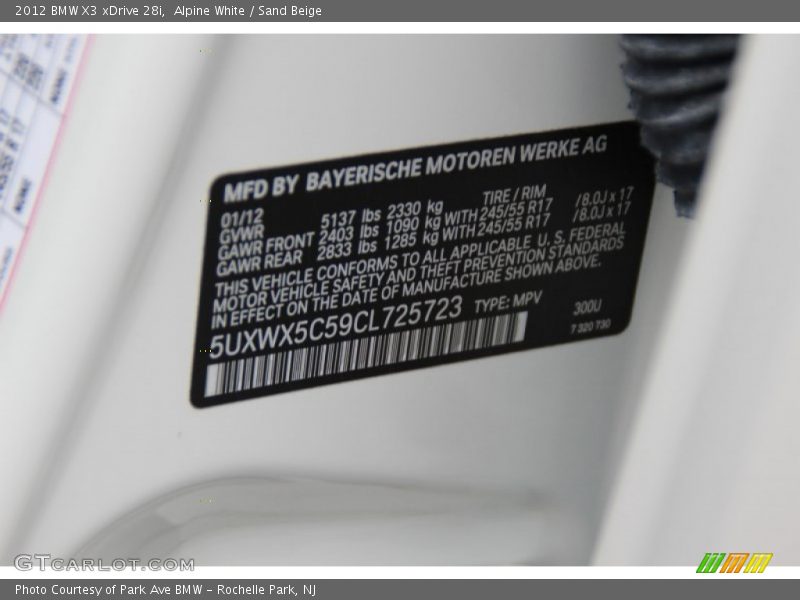 2012 BMW X3 xDrive 28i,  Alpine White / Sand Beige
MFD BY BAYERISCHE MOTOREN WERKE AG
01/12 TIRE / RIM
GVWR 5137 lbs 2330 kg
GAWR FRONT 2403 lbs 1090 kg WITH 245/55 R17 /8.0J x 17
GAWR REAR 2833 lbs 1285 kg WITH 245/55 R17 /8.0J x 17
THIS VEHICLE CONFORMS TO ALL APPLICABLE U. S. FEDERAL
MOTOR VEHICLE SAFETY AND THEFT PREVENTION STANDARDS
IN EFFECT ON THE DATE OF MANUFACTURE SHOWN ABOVE.
5UXWX5C59CL725723 TYPE: MPV 300U
7 320 730
GTCARLOT.COM
Photo Courtesy of Park Ave BMW – Rochelle Park, NJ